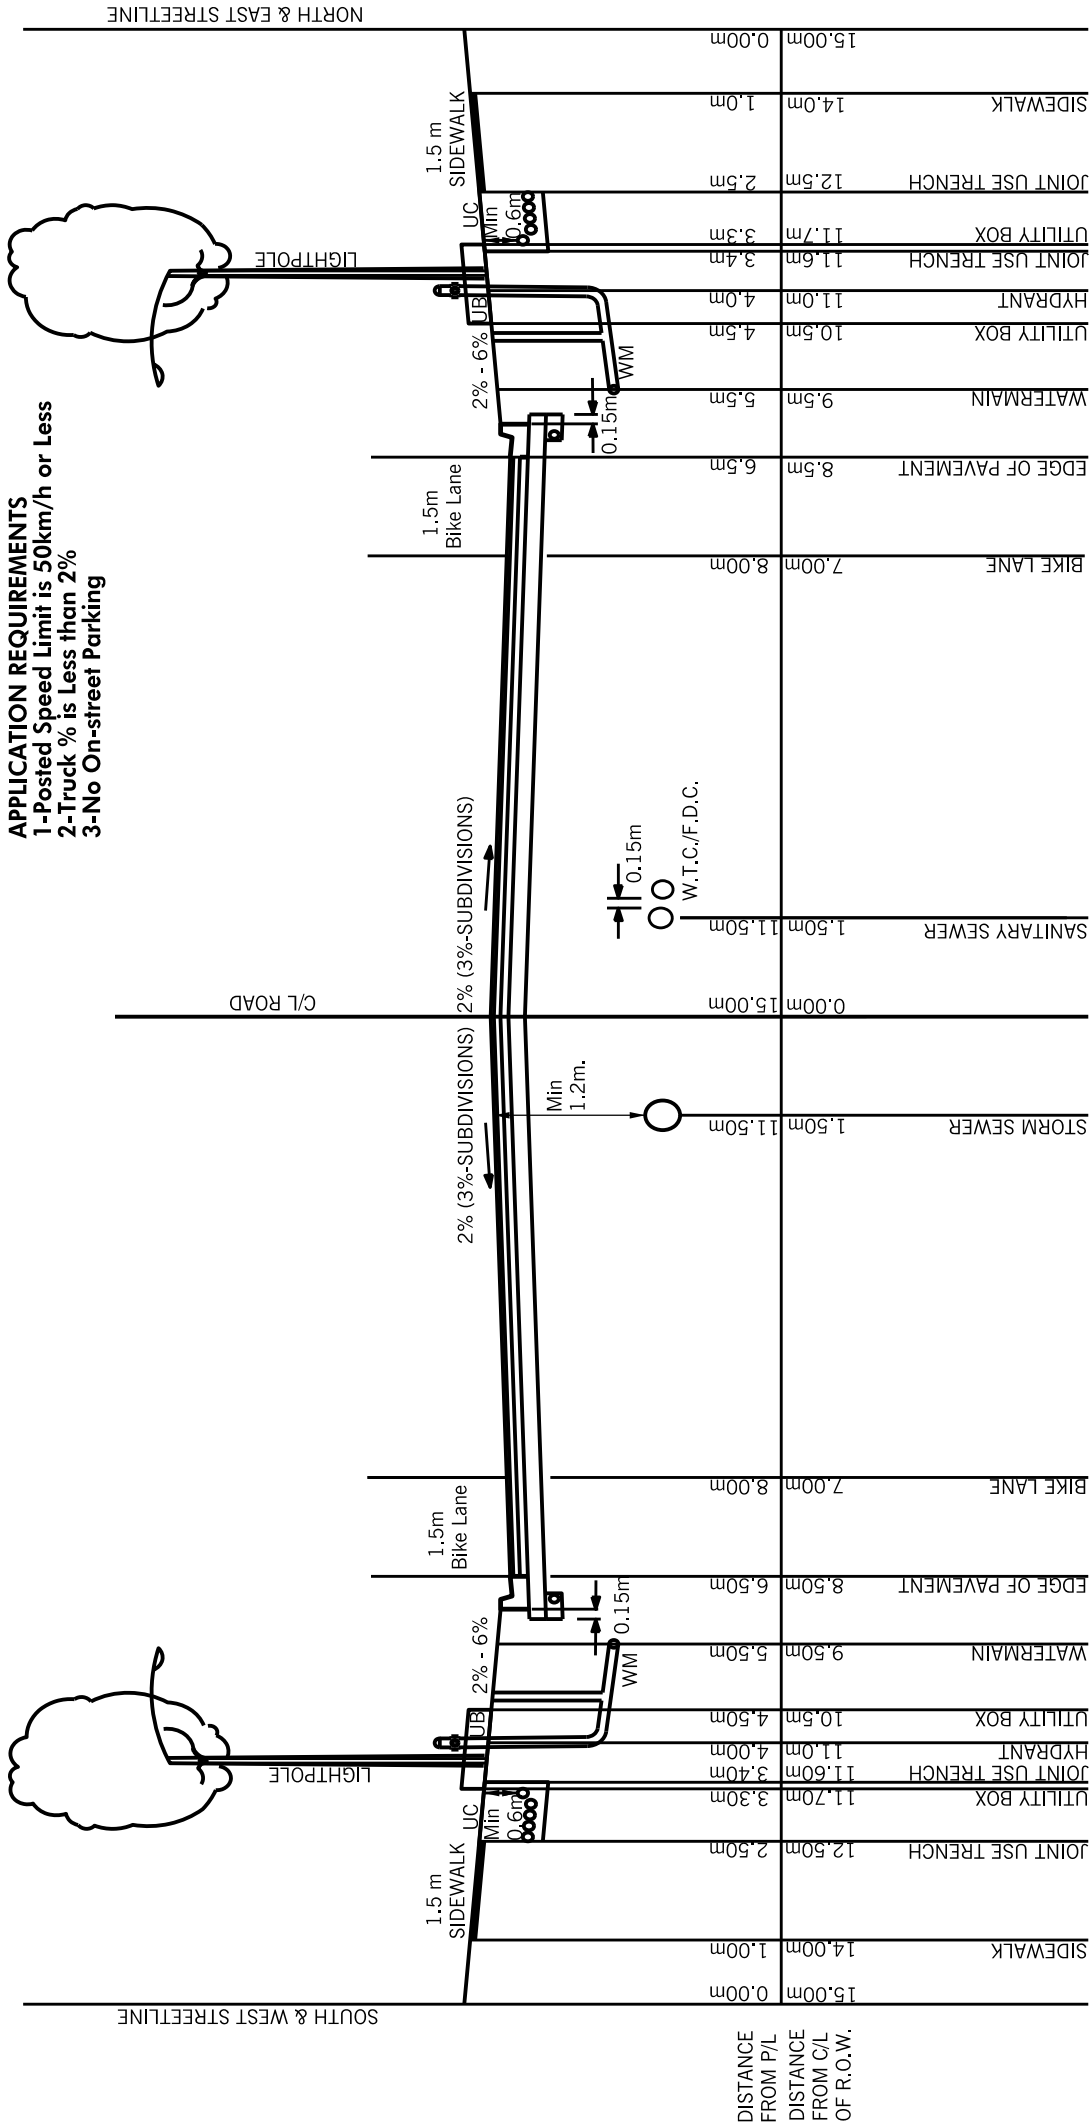 APPLICATION REQUIREMENTS
1-Posted Speed Limit is 50km/h or Less
2-Truck % is Less than 2%
3-No On-street Parking
SOUTH & WEST STREETLINE
LIGHTPOLE
C/L ROAD
LIGHTPOLE
NORTH & EAST STREETLINE
1.5 m
SIDEWALK
UC
Min
0.6m
UB
2% - 6%
WM
0.15m
1.5m
Bike Lane
2% (3%-SUBDIVISIONS)
Min
1.2m.
2% (3%-SUBDIVISIONS)
0.15m
W.T.C./F.D.C.
1.5m
Bike Lane
0.15m
WM
2% - 6%
UB
UC
Min
0.6m
1.5 m
SIDEWALK
DISTANCE
FROM P/L
DISTANCE
FROM C/L
OF R.O.W.
0.00m 15.00m
1.00m 14.00m SIDEWALK
2.50m 12.50m JOINT USE TRENCH
3.30m 11.70m UTILITY BOX
3.40m 11.60m JOINT USE TRENCH
4.00m 11.0m HYDRANT
4.50m 10.5m UTILITY BOX
5.50m 9.50m WATERMAIN
6.50m 8.50m EDGE OF PAVEMENT
8.00m 7.00m BIKE LANE
11.50m 1.50m STORM SEWER
15.00m 0.00m
11.50m 1.50m SANITARY SEWER
8.00m 7.00m BIKE LANE
6.5m 8.5m EDGE OF PAVEMENT
5.5m 9.5m WATERMAIN
4.5m 10.5m UTILITY BOX
4.0m 11.0m HYDRANT
3.4m 11.6m JOINT USE TRENCH
3.3m 11.7m UTILITY BOX
2.5m 12.5m JOINT USE TRENCH
1.0m 14.0m SIDEWALK
0.00m 15.00m